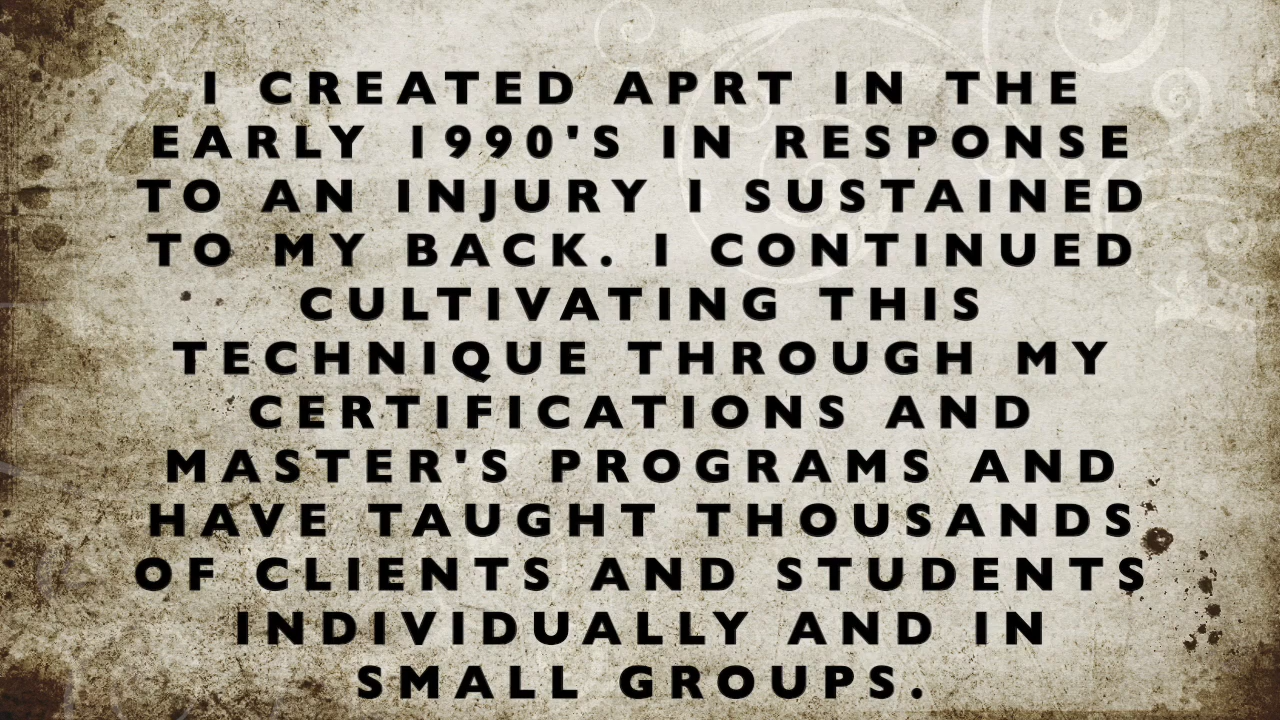 I CREATED APRT IN THE
EARLY 1990'S IN RESPONSE
TO AN INJURY I SUSTAINED
TO MY BACK. I CONTINUED
CULTIVATING THIS
TECHNIQUE THROUGH MY
CERTIFICATIONS AND
MASTER'S PROGRAMS AND
HAVE TAUGHT THOUSANDS
OF CLIENTS AND STUDENTS
INDIVIDUALLY AND IN
SMALL GROUPS.